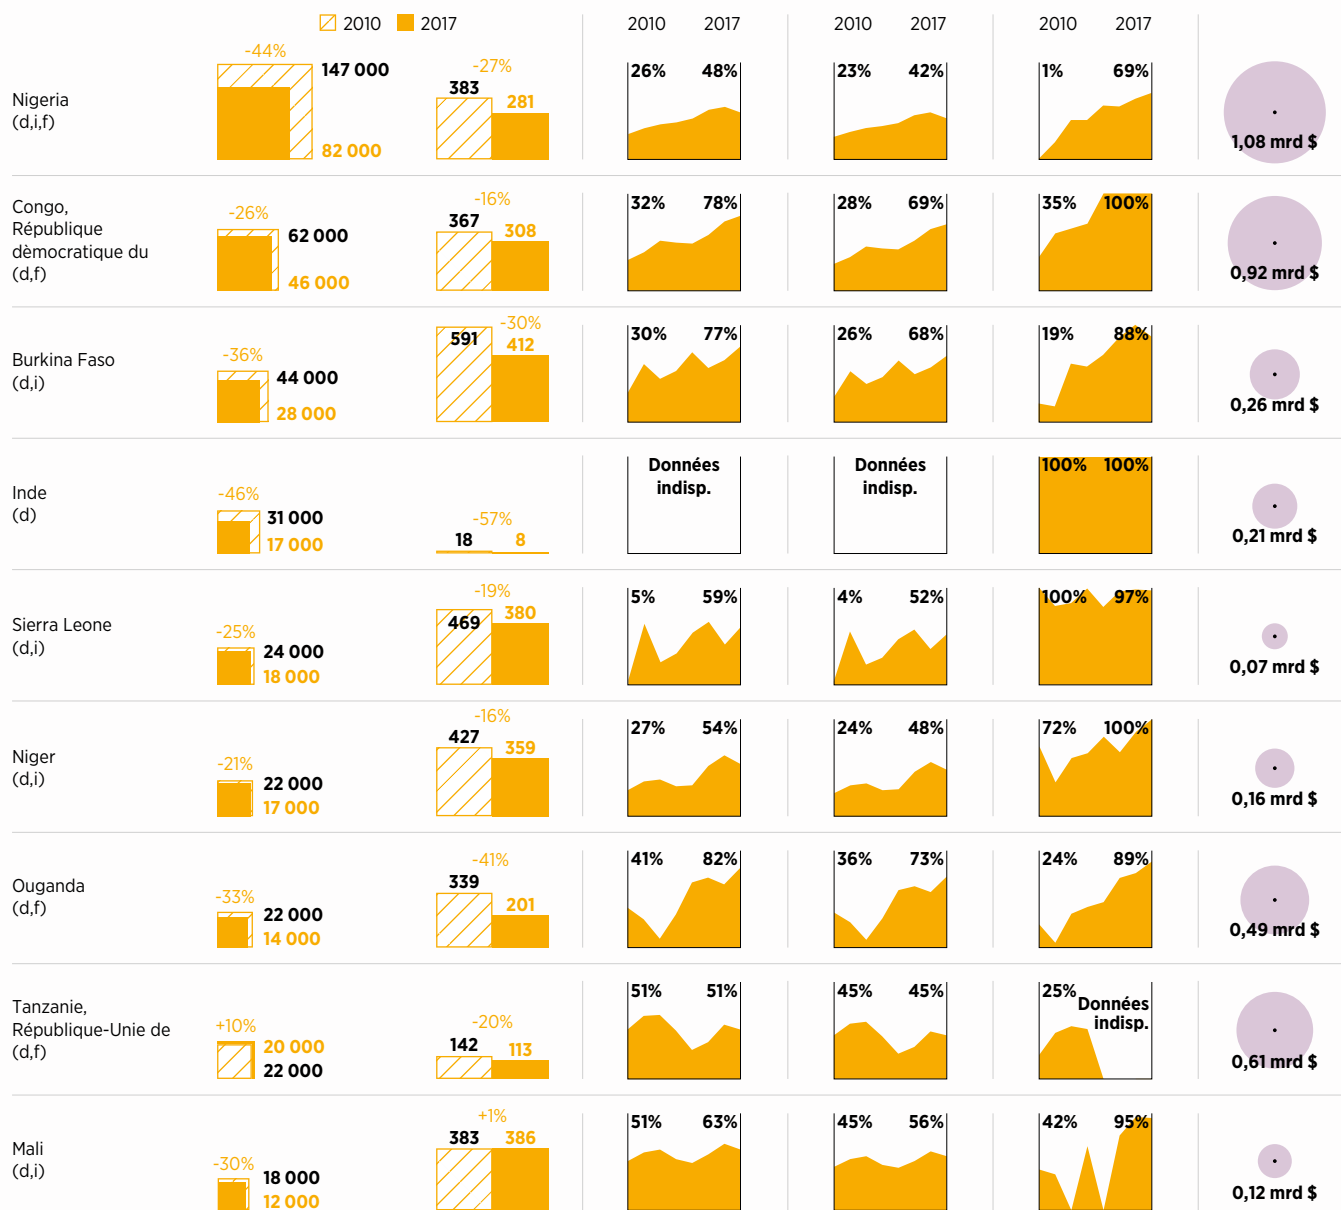 2010 2017
2010 2017
2010 2017
2010 2017
Nigeria
(d,i,f)
-44%
147 000
82 000
-27%
383
281
26% 48%
23% 42%
1% 69%
1,08 mrd $
Congo,
République
dèmocratique du
(d,f)
-26%
62 000
46 000
-16%
367
308
32% 78%
28% 69%
35% 100%
0,92 mrd $
Burkina Faso
(d,i)
-36%
44 000
28 000
-30%
591
412
30% 77%
26% 68%
19% 88%
0,26 mrd $
Inde
(d)
-46%
31 000
17 000
-57%
18
8
Données
indisp.
Données
indisp.
100% 100%
0,21 mrd $
Sierra Leone
(d,i)
-25%
24 000
18 000
-19%
469
380
5% 59%
4% 52%
100% 97%
0,07 mrd $
Niger
(d,i)
-21%
22 000
17 000
-16%
427
359
27% 54%
24% 48%
72% 100%
0,16 mrd $
Ouganda
(d,f)
-33%
22 000
14 000
-41%
339
201
41% 82%
36% 73%
24% 89%
0,49 mrd $
Tanzanie,
République-Unie de
(d,f)
+10%
20 000
22 000
-20%
142
113
51% 51%
45% 45%
25%
Données
indisp.
0,61 mrd $
Mali
(d,i)
-30%
18 000
12 000
+1%
383
386
51% 63%
45% 56%
42% 95%
0,12 mrd $